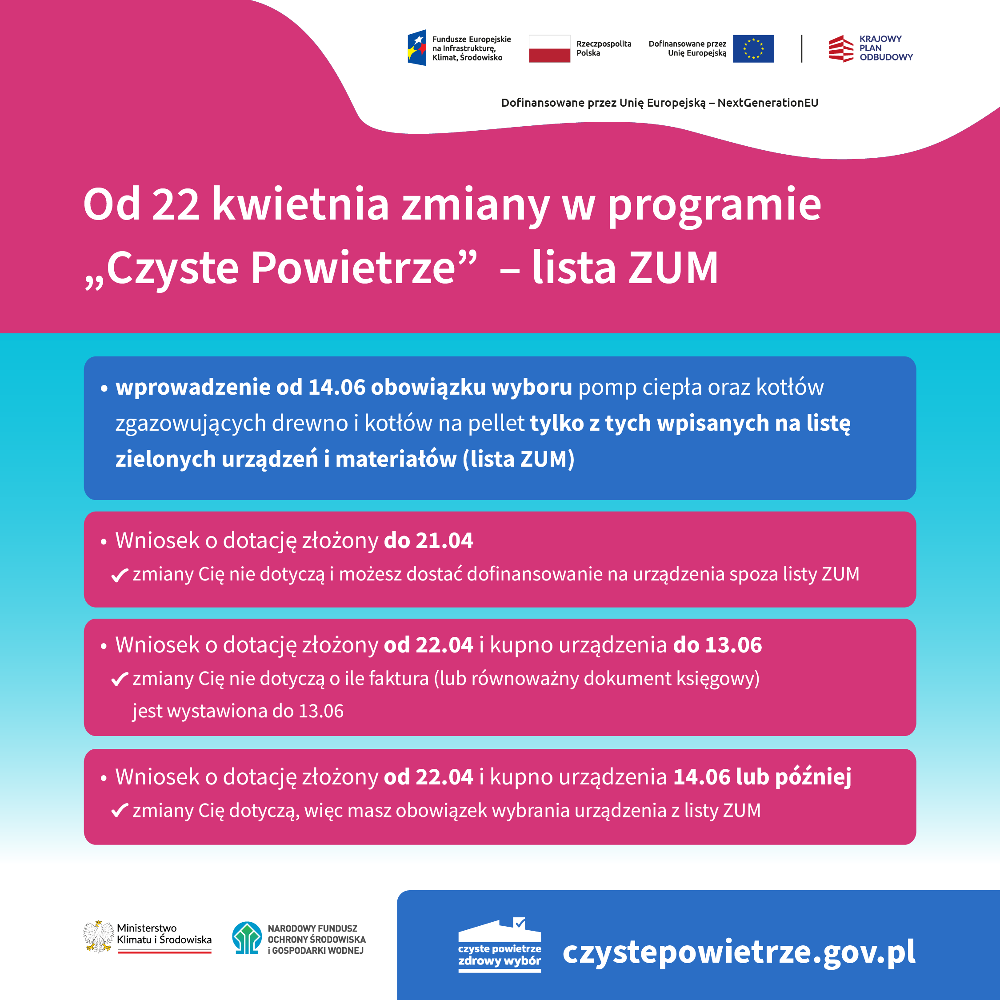 Fundusze Europejskie
na Infrastrukturę,
Klimat, Środowisko
Rzeczpospolita
Polska
Dofinansowane przez
Unię Europejską
KRAJOWY
PLAN
ODBUDOWY
Dofinansowane przez Unię Europejską – NextGenerationEU
Od 22 kwietnia zmiany w programie
„Czyste Powietrze” – lista ZUM
• wprowadzenie od 14.06 obowiązku wyboru pomp ciepła oraz kotłów
zgazowujących drewno i kotłów na pellet tylko z tych wpisanych na listę
zielonych urządzeń i materiałów (lista ZUM)
• Wniosek o dotację złożony do 21.04
✓ zmiany Cię nie dotyczą i możesz dostać dofinansowanie na urządzenia spoza listy ZUM
• Wniosek o dotację złożony od 22.04 i kupno urządzenia do 13.06
✓ zmiany Cię nie dotyczą o ile faktura (lub równoważny dokument księgowy)
jest wystawiona do 13.06
• Wniosek o dotację złożony od 22.04 i kupno urządzenia 14.06 lub później
✓ zmiany Cię dotyczą, więc masz obowiązek wybrania urządzenia z listy ZUM
Ministerstwo
Klimatu i Środowiska
NARODOWY FUNDUSZ
OCHRONY ŚRODOWISKA
i GOSPODARKI WODNEJ
czyste powietrze
zdrowy wybór
czystepowietrze.gov.pl